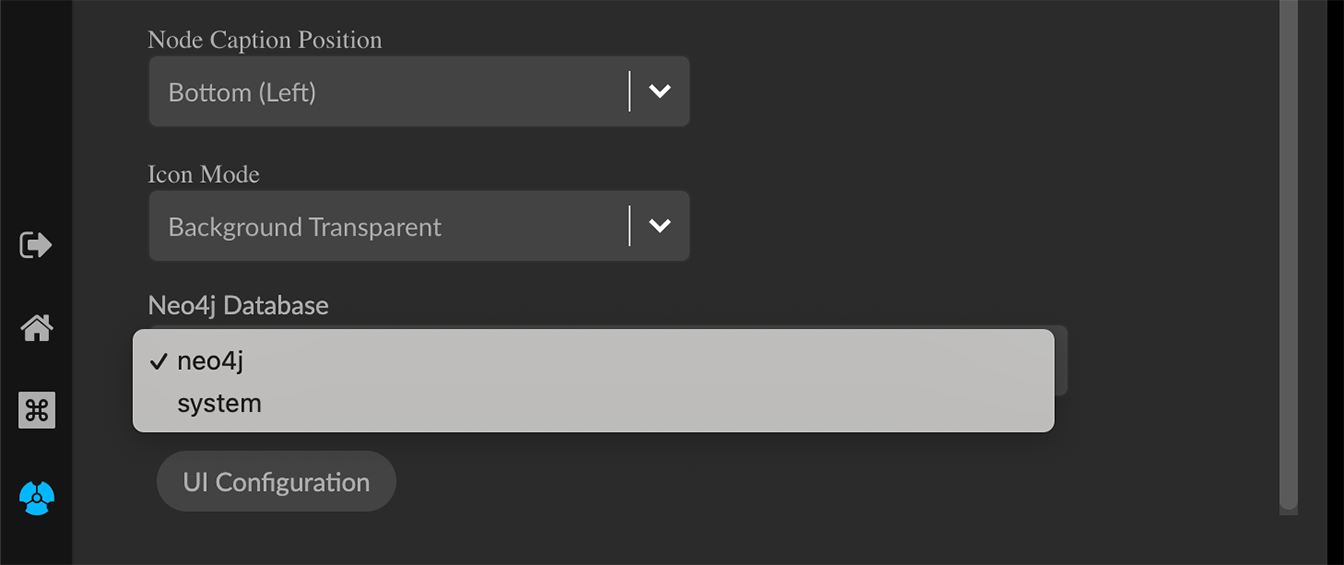 Node Caption Position
Bottom (Left)
Icon Mode
Background Transparent
Neo4j Database
neo4j
system
UI Configuration